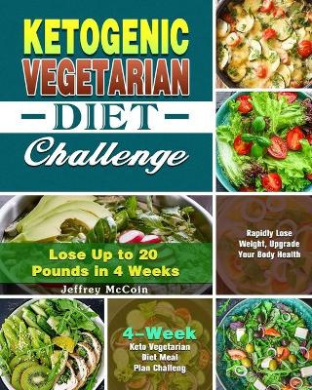 KETOGENIC
VEGETARIAN
- DIET -
Challenge
Lose Up to 20
Pounds in 4 Weeks
Jeffrey McCoin
Rapidly Lose
Weight, Upgrade
Your Body Health
4-Week
Keto Vegetarian
Diet Meal
Plan Challeng